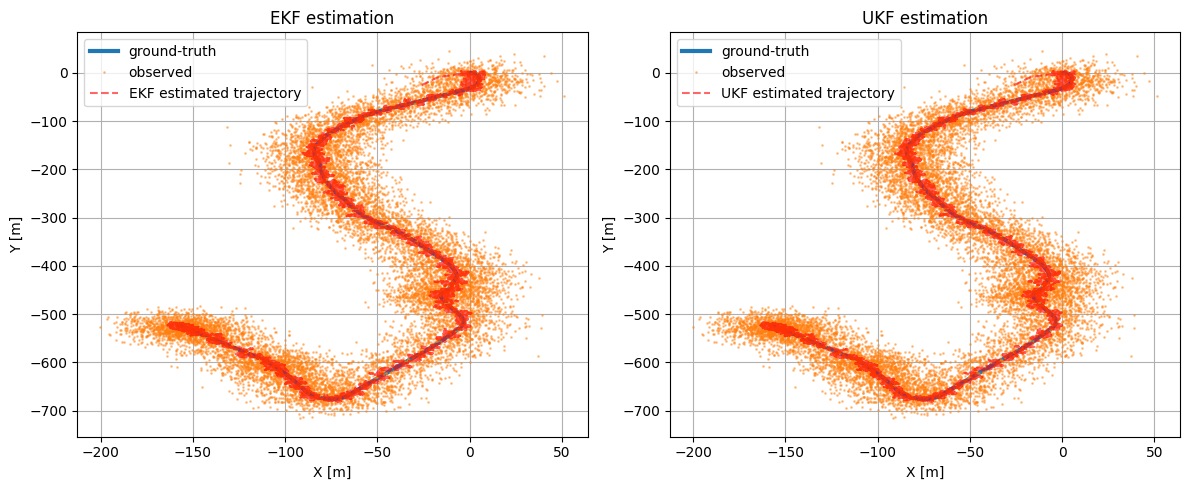 EKF estimation
ground-truth
observed
EKF estimated trajectory
0
−100
−200
−300
−400
−500
−600
−700
Y [m]
−200
−150
−100
−50
0
50
X [m]
UKF estimation
ground-truth
observed
UKF estimated trajectory
0
−100
−200
−300
−400
−500
−600
−700
Y [m]
−200
−150
−100
−50
0
50
X [m]